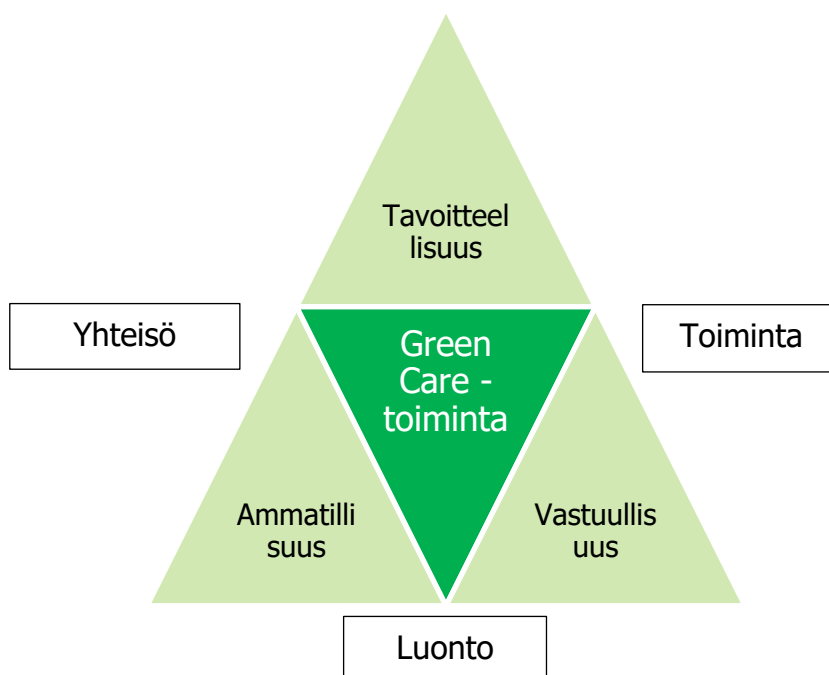 Tavoitteel
lisuus
Yhteisö
Green
Care -
toiminta
Toiminta
Ammatilli
suus
Vastuullis
uus
Luonto